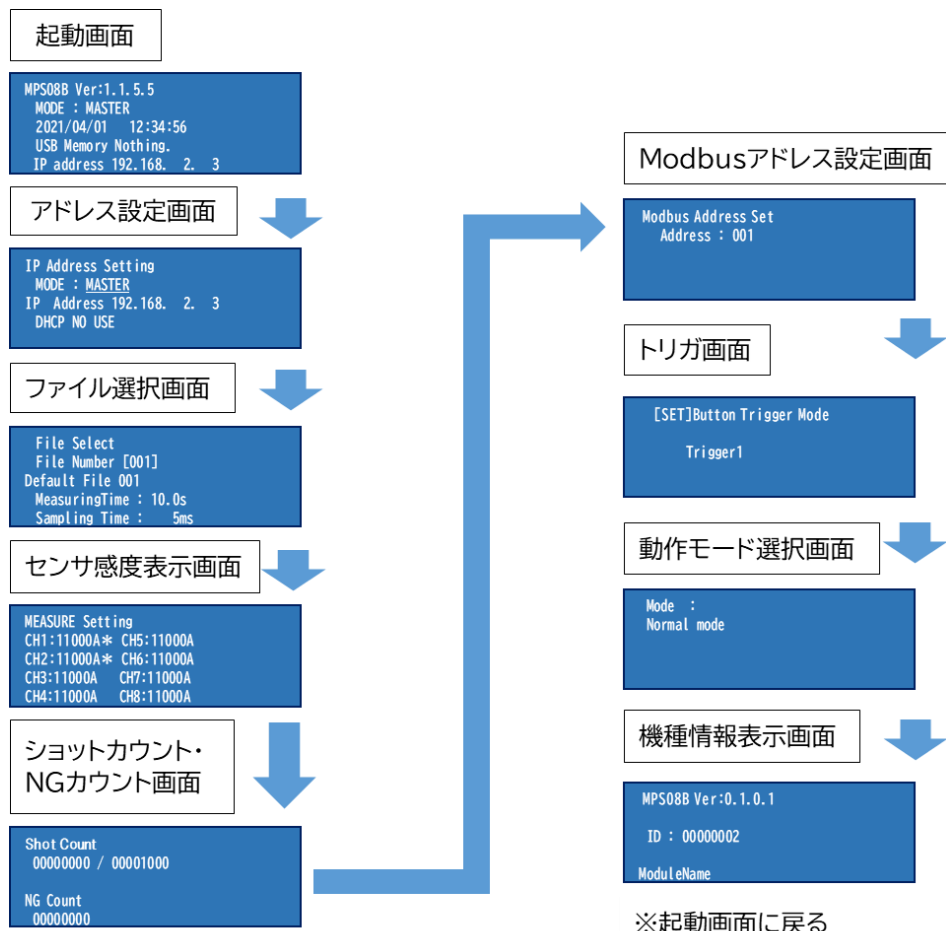 起動画面
MPS08B Ver:1.1.5.5
MODE : MASTER
2021/04/01 12:34:56
USB Memory Nothing.
IP address 192.168. 2. 3
アドレス設定画面
IP Address Setting
MODE : MASTER
IP Address 192.168. 2. 3
DHCP NO USE
ファイル選択画面
File Select
File Number [001]
Default File 001
MeasuringTime : 10.0s
Sampling Time : 5ms
センサ感度表示画面
MEASURE Setting
CH1:11000A* CH5:11000A
CH2:11000A* CH6:11000A
CH3:11000A CH7:11000A
CH4:11000A CH8:11000A
ショットカウント・
NGカウント画面
Shot Count
00000000 / 00001000
NG Count
00000000
Modbusアドレス設定画面
Modbus Address Set
Address : 001
トリガ画面
[SET]Button Trigger Mode
Trigger1
動作モード選択画面
Mode :
Normal mode
機種情報表示画面
MPS08B Ver:0.1.0.1
ID : 00000002
ModuleName
※起動画面に戻る